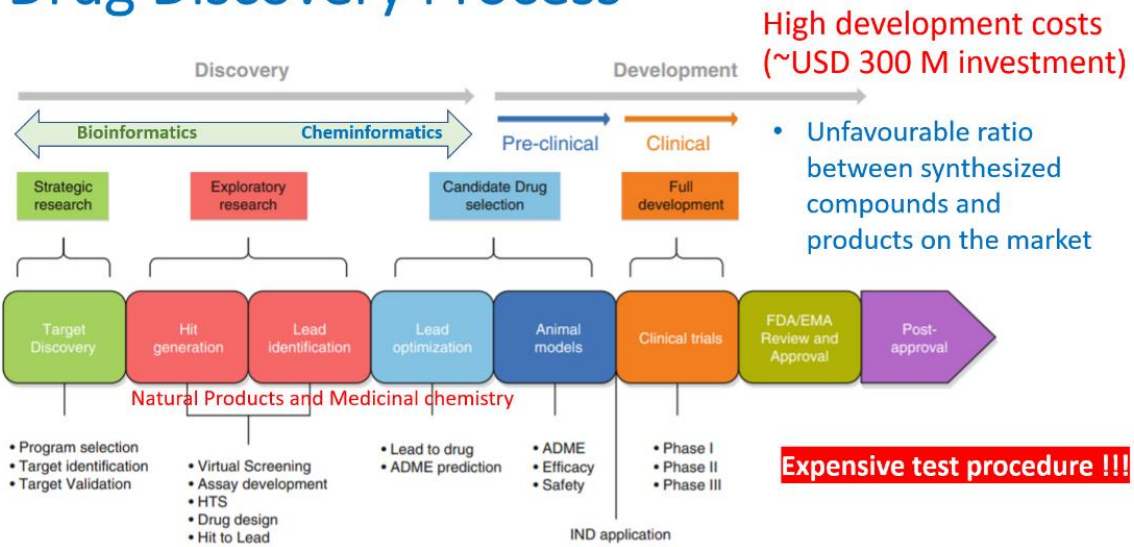 Drug Discovery Process
High development costs
(~USD 300 M investment)
Discovery
Development
Bioinformatics
Cheminformatics
Pre-clinical
Clinical
• Unfavourable ratio
between synthesized
compounds and
products on the market
Strategic
research
Exploratory
research
Candidate Drug
selection
Full
development
Target
Discovery
Hit
generation
Lead
identification
Lead
optimization
Animal
models
Clinical trials
FDA/EMA
Review and
Approval
Post-
approval
Natural Products and Medicinal chemistry
• Program selection
• Target identification
• Target Validation
• Virtual Screening
• Assay development
• HTS
• Drug design
• Hit to Lead
• Lead to drug
• ADME prediction
• ADME
• Efficacy
• Safety
• Phase I
• Phase II
• Phase III
IND application
Expensive test procedure !!!